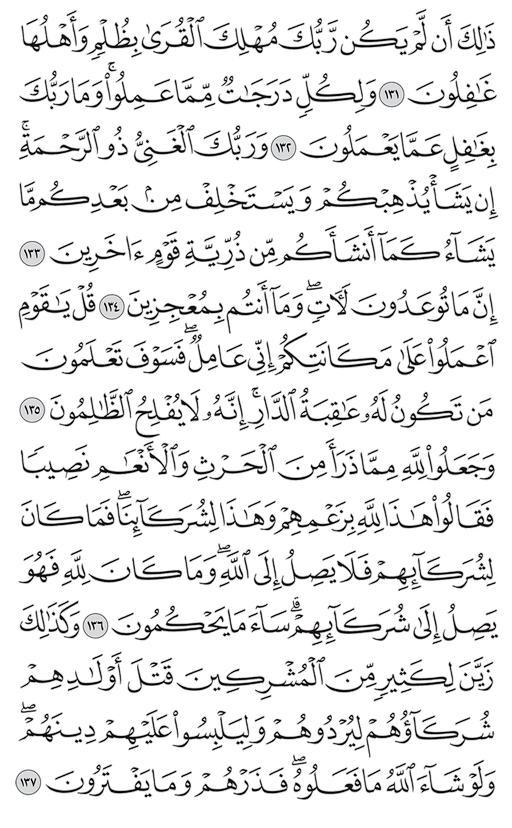 ذَٰلِكَ أَن لَّمْ يَكُن رَّبُّكَ مُهْلِكَ ٱلْقُرَىٰ بِظُلْمٍۢ وَأَهْلُهَا
غَٰفِلُونَ ١٣١ وَلِكُلٍّۢ دَرَجَٰتٌۭ مِّمَّا عَمِلُوا۟ۚ وَمَا رَبُّكَ
بِغَٰفِلٍ عَمَّا يَعْمَلُونَ ١٣٢ وَرَبُّكَ ٱلْغَنِىُّ ذُو ٱلرَّحْمَةِۚ
إِن يَشَأْ يُذْهِبْكُمْ وَيَسْتَخْلِفْ مِنۢ بَعْدِكُم مَّا
يَشَآءُ كَمَآ أَنشَأَكُم مِّن ذُرِّيَّةِ قَوْمٍ ءَاخَرِينَ ١٣٣
إِنَّ مَا تُوعَدُونَ لَءَاتٍۢۖ وَمَآ أَنتُم بِمُعْجِزِينَ ١٣٤ قُلْ يَٰقَوْمِ
ٱعْمَلُوا۟ عَلَىٰ مَكَانَتِكُمْ إِنِّى عَامِلٌۭۖ فَسَوْفَ تَعْلَمُونَ
مَن تَكُونُ لَهُۥ عَٰقِبَةُ ٱلدَّارِۚ إِنَّهُۥ لَا يُفْلِحُ ٱلظَّٰلِمُونَ ١٣٥
وَجَعَلُوا۟ لِلَّهِ مِمَّا ذَرَأَ مِنَ ٱلْحَرْثِ وَٱلْأَنْعَٰمِ نَصِيبًۭا
فَقَالُوا۟ هَٰذَا لِلَّهِ بِزَعْمِهِمْ وَهَٰذَا لِشُرَكَآئِنَاۖ فَمَا كَانَ
لِشُرَكَآئِهِمْ فَلَا يَصِلُ إِلَى ٱللَّهِۖ وَمَا كَانَ لِلَّهِ فَهُوَ
يَصِلُ إِلَىٰ شُرَكَآئِهِمْۗ سَآءَ مَا يَحْكُمُونَ ١٣٦ وَكَذَٰلِكَ
زَيَّنَ لِكَثِيرٍۢ مِّنَ ٱلْمُشْرِكِينَ قَتْلَ أَوْلَٰدِهِمْ
شُرَكَآؤُهُمْ لِيُرْدُوهُمْ وَلِيَلْبِسُوا۟ عَلَيْهِمْ دِينَهُمْۖ
وَلَوْ شَآءَ ٱللَّهُ مَا فَعَلُوهُۖ فَذَرْهُمْ وَمَا يَفْتَرُونَ ١٣٧